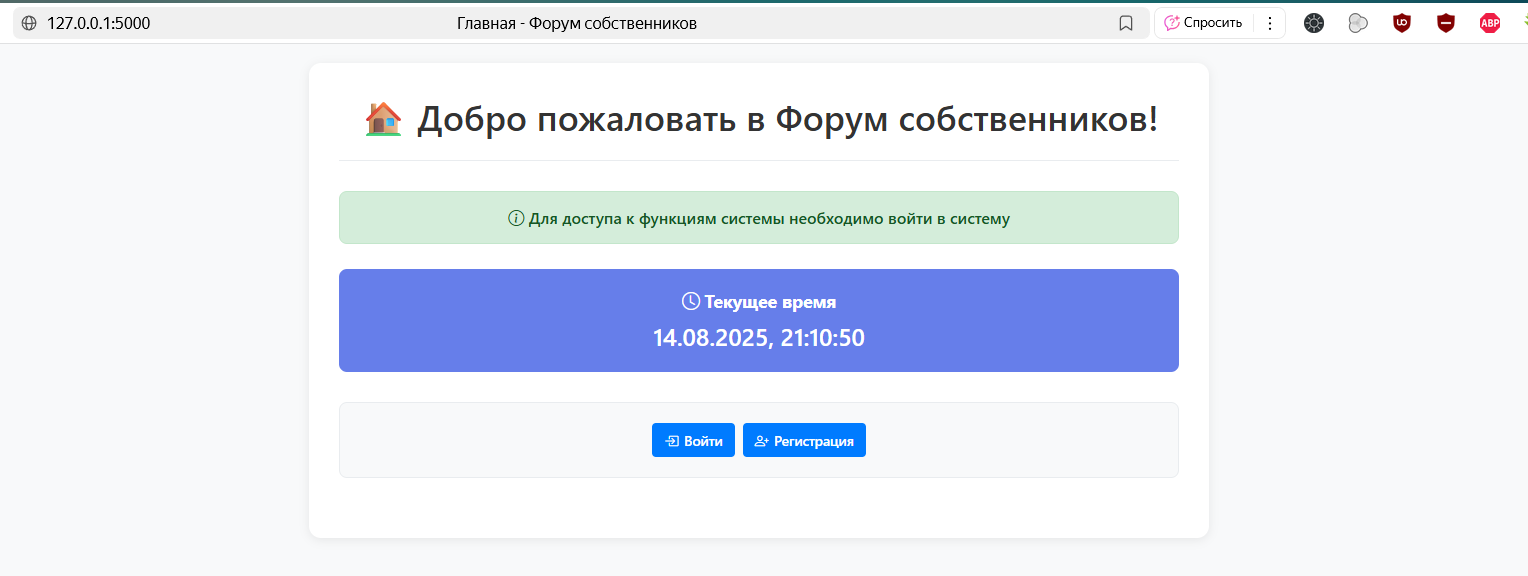 127.0.0.1:5000 Главная - Форум собственников Спросить ABP
Добро пожаловать в Форум собственников!
Для доступа к функциям системы необходимо войти в систему
Текущее время
14.08.2025, 21:10:50
Войти Регистрация